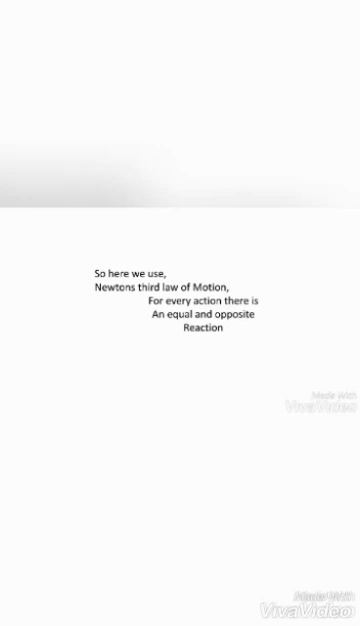 So here we use,
Newtons third law of Motion,
For every action there is
An equal and opposite
Reaction
Made With
VivaVideo
Made With
VivaVideo